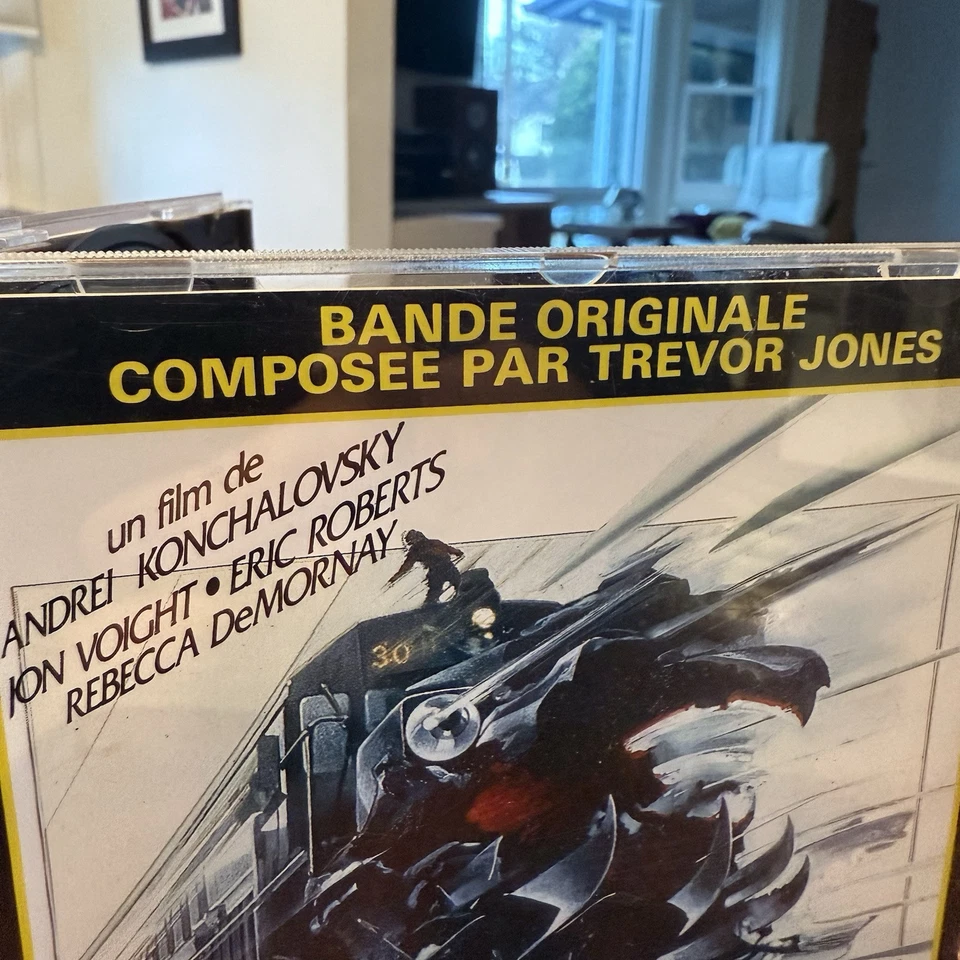 BANDE ORIGINALE
COMPOSEE PAR TREVOR JONES
un film de
ANDREI KONCHALOVSKY
JON VOIGHT • ERIC ROBERTS
REBECCA DeMORNAY
30